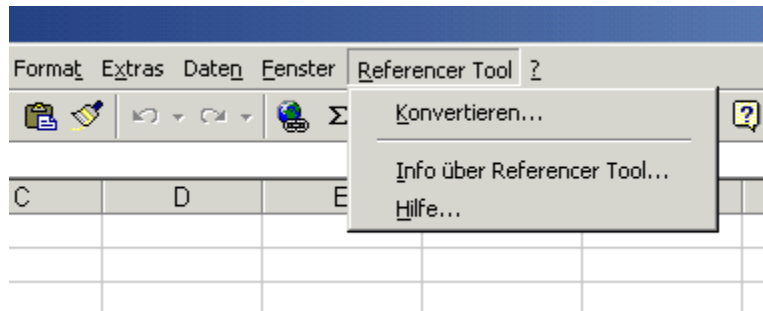 Format Extras Daten Fenster Referencer Tool ?
Σ
Konvertieren...
Info über Referencer Tool...
Hilfe...
C D E